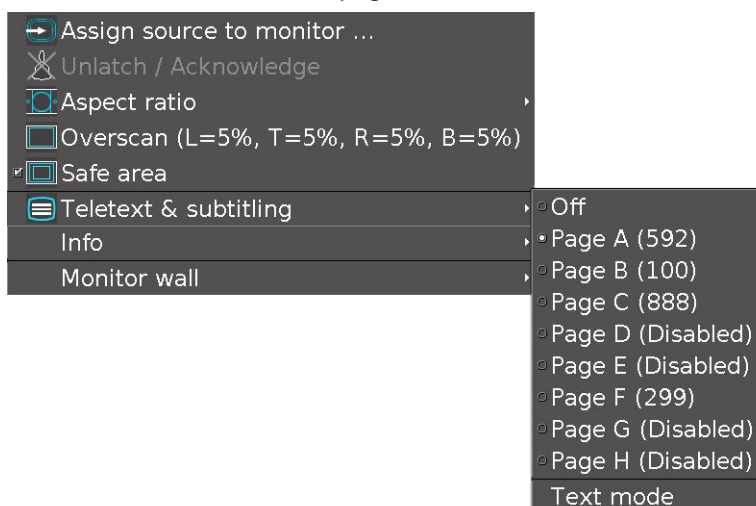 Assign source to monitor ...
Unlatch / Acknowledge
Aspect ratio
Overscan (L=5%, T=5%, R=5%, B=5%)
Safe area
Teletext & subtitling
Info
Monitor wall
Off
Page A (592)
Page B (100)
Page C (888)
Page D (Disabled)
Page E (Disabled)
Page F (299)
Page G (Disabled)
Page H (Disabled)
Text mode